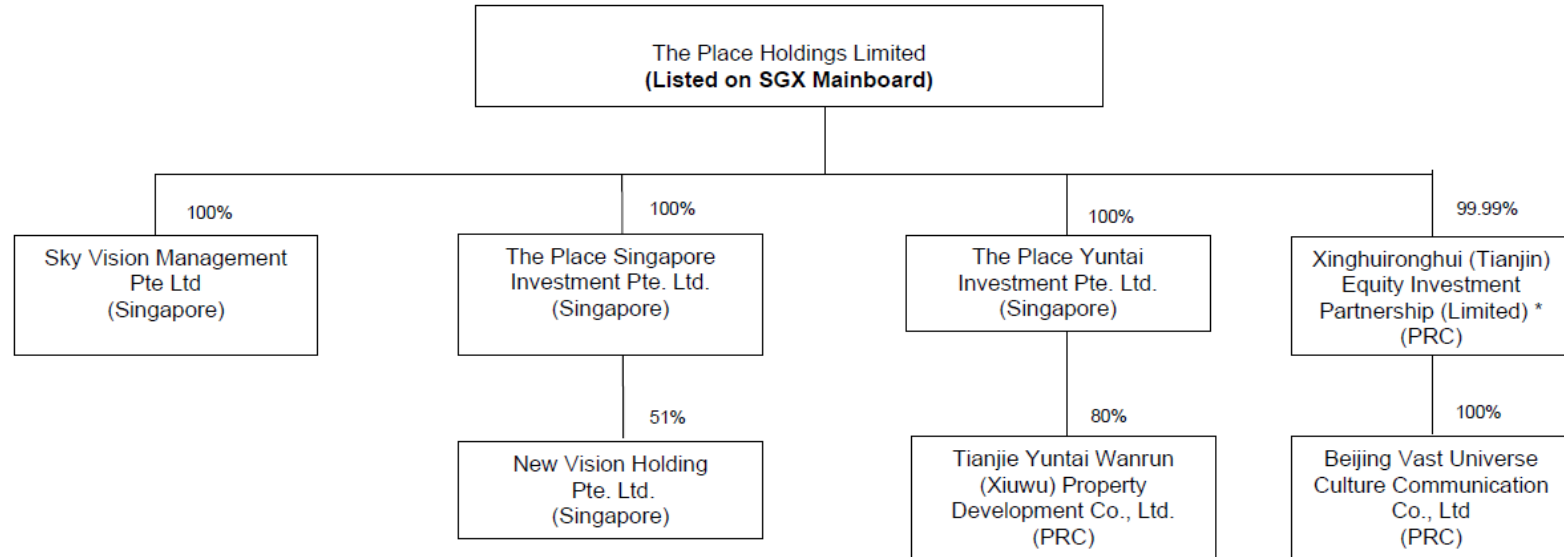 The Place Holdings Limited
(Listed on SGX Mainboard)
100%
100%
100%
99.99%
Sky Vision Management
Pte Ltd
(Singapore)
The Place Singapore
Investment Pte. Ltd.
(Singapore)
The Place Yuntai
Investment Pte. Ltd.
(Singapore)
Xinghuironghui (Tianjin)
Equity Investment
Partnership (Limited) *
(PRC)
51%
80%
100%
New Vision Holding
Pte. Ltd.
(Singapore)
Tianjie Yuntai Wanrun
(Xiuwu) Property
Development Co., Ltd.
(PRC)
Beijing Vast Universe
Culture Communication
Co., Ltd
(PRC)